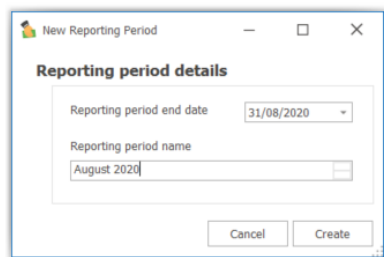 New Reporting Period
Reporting period details
Reporting period end date 31/08/2020
Reporting period name
August 2020
Cancel Create